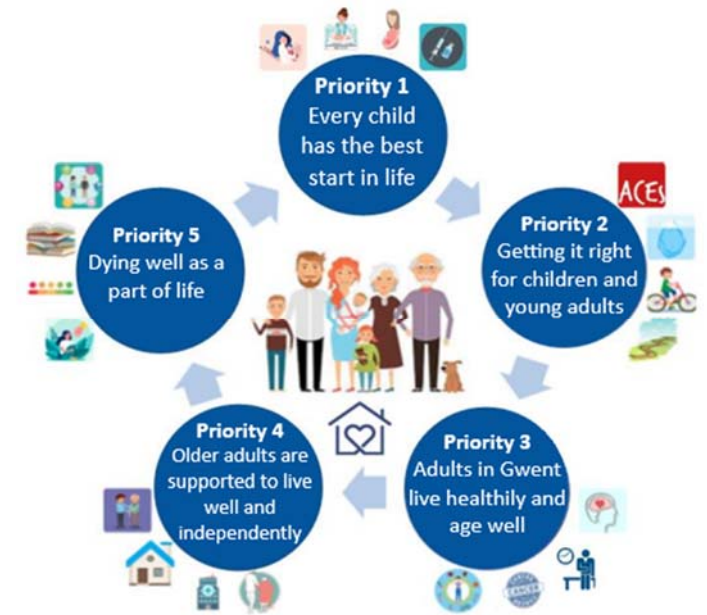 Priority 1
Every child
has the best
start in life
ACEs
Priority 2
Getting it right
for children and
young adults
Priority 3
Adults in Gwent
live healthily and
age well
CANCER
Priority 4
Older adults are
supported to live
well and
independently
Priority 5
Dying well as a
part of life